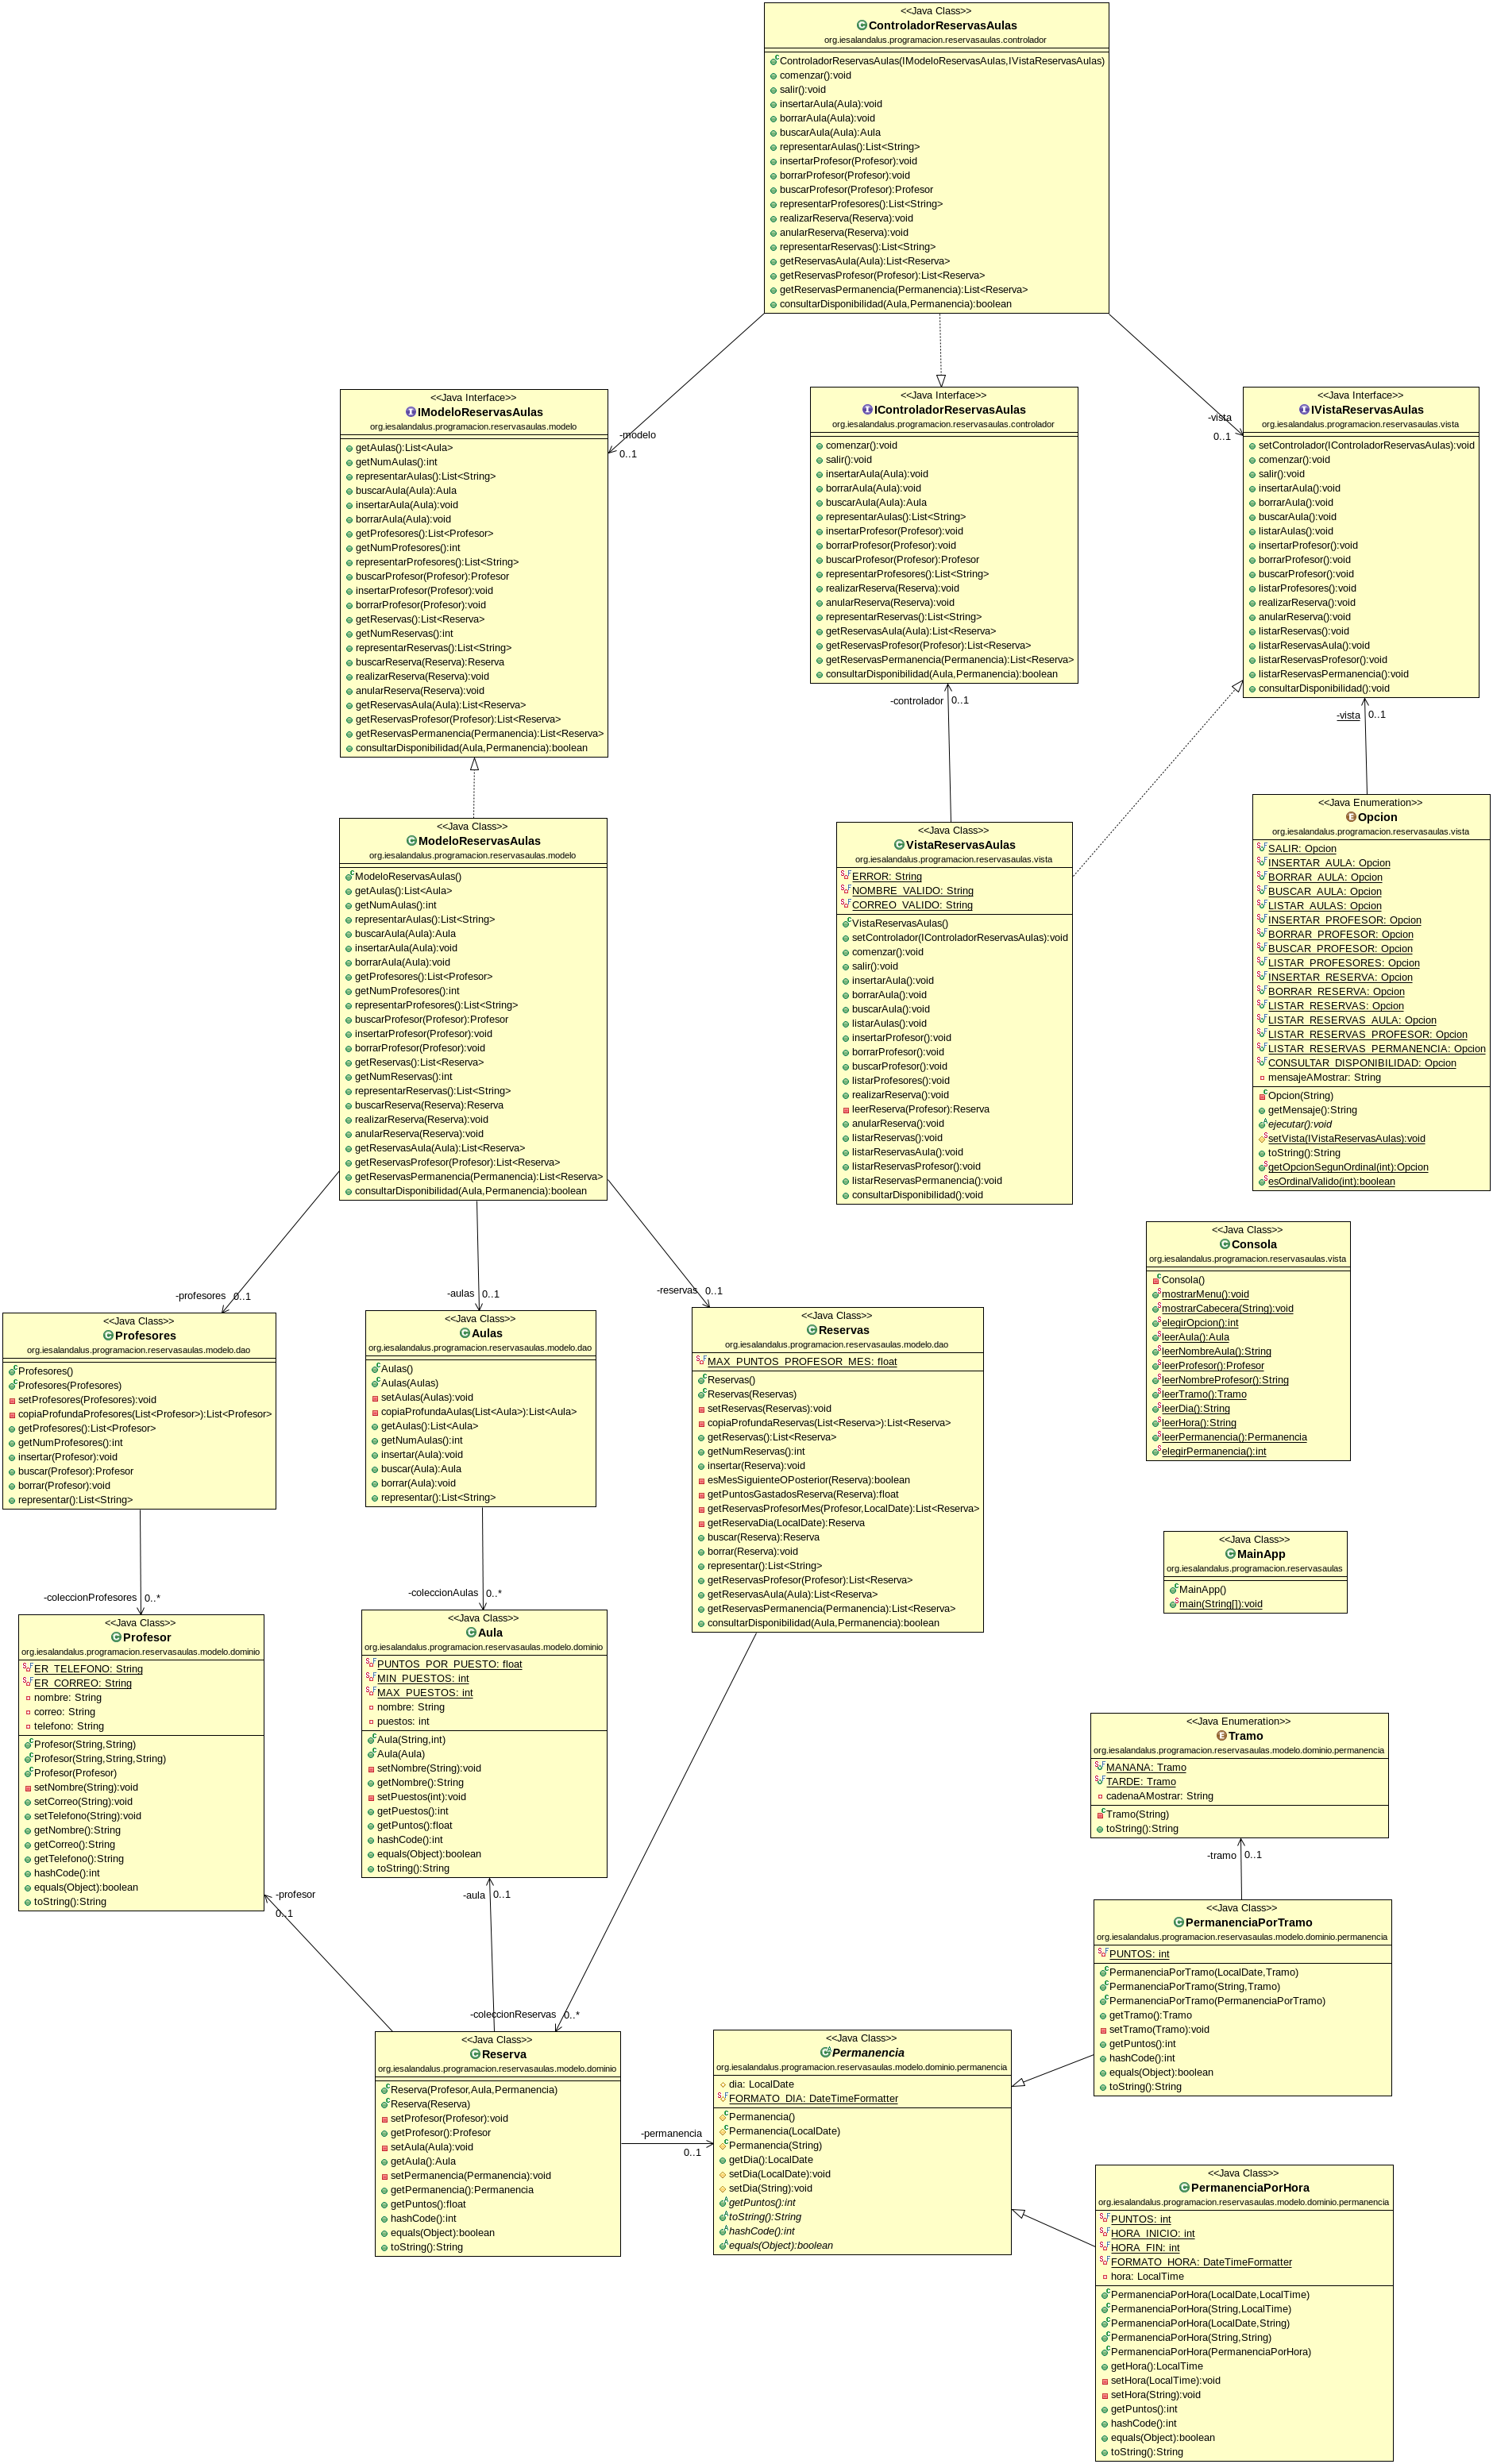 <<Java Class>>
ControladorReservasAulas
org.iesalandalus.programacion.reservasaulas.controlador
ControladorReservasAulas(IModeloReservasAulas,IVistaReservasAulas)
comenzar():void
salir():void
insertarAula(Aula):void
borrarAula(Aula):void
buscarAula(Aula):Aula
representarAulas():List<String>
insertarProfesor(Profesor):void
borrarProfesor(Profesor):void
buscarProfesor(Profesor):Profesor
representarProfesores():List<String>
realizarReserva(Reserva):void
anularReserva(Reserva):void
representarReservas():List<String>
getReservasAula(Aula):List<Reserva>
getReservasProfesor(Profesor):List<Reserva>
getReservasPermanencia(Permanencia):List<Reserva>
consultarDisponibilidad(Aula,Permanencia):boolean
-modelo
0..1
-vista
0..1
<<Java Interface>>
IModeloReservasAulas
org.iesalandalus.programacion.reservasaulas.modelo
getAulas():List<Aula>
getNumAulas():int
representarAulas():List<String>
buscarAula(Aula):Aula
insertarAula(Aula):void
borrarAula(Aula):void
getProfesores():List<Profesor>
getNumProfesores():int
representarProfesores():List<String>
buscarProfesor(Profesor):Profesor
insertarProfesor(Profesor):void
borrarProfesor(Profesor):void
getReservas():List<Reserva>
getNumReservas():int
representarReservas():List<String>
buscarReserva(Reserva):Reserva
realizarReserva(Reserva):void
anularReserva(Reserva):void
getReservasAula(Aula):List<Reserva>
getReservasProfesor(Profesor):List<Reserva>
getReservasPermanencia(Permanencia):List<Reserva>
consultarDisponibilidad(Aula,Permanencia):boolean
<<Java Interface>>
IControladorReservasAulas
org.iesalandalus.programacion.reservasaulas.controlador
comenzar():void
salir():void
insertarAula(Aula):void
borrarAula(Aula):void
buscarAula(Aula):Aula
representarAulas():List<String>
insertarProfesor(Profesor):void
borrarProfesor(Profesor):void
buscarProfesor(Profesor):Profesor
representarProfesores():List<String>
realizarReserva(Reserva):void
anularReserva(Reserva):void
representarReservas():List<String>
getReservasAula(Aula):List<Reserva>
getReservasProfesor(Profesor):List<Reserva>
getReservasPermanencia(Permanencia):List<Reserva>
consultarDisponibilidad(Aula,Permanencia):boolean
<<Java Interface>>
IVistaReservasAulas
org.iesalandalus.programacion.reservasaulas.vista
setControlador(IControladorReservasAulas):void
comenzar():void
salir():void
insertarAula():void
borrarAula():void
buscarAula():void
listarAulas():void
insertarProfesor():void
borrarProfesor():void
buscarProfesor():void
listarProfesores():void
realizarReserva():void
anularReserva():void
listarReservas():void
listarReservasAula():void
listarReservasProfesor():void
listarReservasPermanencia():void
consultarDisponibilidad():void
-controlador
0..1
-vista
0..1
<<Java Class>>
ModeloReservasAulas
org.iesalandalus.programacion.reservasaulas.modelo
ModeloReservasAulas()
getAulas():List<Aula>
getNumAulas():int
representarAulas():List<String>
buscarAula(Aula):Aula
insertarAula(Aula):void
borrarAula(Aula):void
getProfesores():List<Profesor>
getNumProfesores():int
representarProfesores():List<String>
buscarProfesor(Profesor):Profesor
insertarProfesor(Profesor):void
borrarProfesor(Profesor):void
getReservas():List<Reserva>
getNumReservas():int
representarReservas():List<String>
buscarReserva(Reserva):Reserva
realizarReserva(Reserva):void
anularReserva(Reserva):void
getReservasAula(Aula):List<Reserva>
getReservasProfesor(Profesor):List<Reserva>
getReservasPermanencia(Permanencia):List<Reserva>
consultarDisponibilidad(Aula,Permanencia):boolean
<<Java Class>>
VistaReservasAulas
org.iesalandalus.programacion.reservasaulas.vista
ERROR: String
NOMBRE_VALIDO: String
CORREO_VALIDO: String
VistaReservasAulas()
setControlador(IControladorReservasAulas):void
comenzar():void
salir():void
insertarAula():void
borrarAula():void
buscarAula():void
listarAulas():void
insertarProfesor():void
borrarProfesor():void
buscarProfesor():void
listarProfesores():void
realizarReserva():void
leerReserva(Profesor):Reserva
anularReserva():void
listarReservas():void
listarReservasAula():void
listarReservasProfesor():void
listarReservasPermanencia():void
consultarDisponibilidad():void
<<Java Enumeration>>
Opcion
org.iesalandalus.programacion.reservasaulas.vista
SALIR: Opcion
INSERTAR_AULA: Opcion
BORRAR_AULA: Opcion
BUSCAR_AULA: Opcion
LISTAR_AULAS: Opcion
INSERTAR_PROFESOR: Opcion
BORRAR_PROFESOR: Opcion
BUSCAR_PROFESOR: Opcion
LISTAR_PROFESORES: Opcion
INSERTAR_RESERVA: Opcion
BORRAR_RESERVA: Opcion
LISTAR_RESERVAS: Opcion
LISTAR_RESERVAS_AULA: Opcion
LISTAR_RESERVAS_PROFESOR: Opcion
LISTAR_RESERVAS_PERMANENCIA: Opcion
CONSULTAR_DISPONIBILIDAD: Opcion
mensajeAMostrar: String
Opcion(String)
getMensaje():String
ejecutar():void
setVista(IVistaReservasAulas):void
toString():String
getOpcionSegunOrdinal(int):Opcion
esOrdinalValido(int):boolean
<<Java Class>>
Consola
org.iesalandalus.programacion.reservasaulas.vista
Consola()
mostrarMenu():void
mostrarCabecera(String):void
elegirOpcion():int
leerAula():Aula
leerNombreAula():String
leerProfesor():Profesor
leerNombreProfesor():String
leerTramo():Tramo
leerDia():String
leerHora():String
leerPermanencia():Permanencia
elegirPermanencia():int
-profesores
0..1
-aulas
0..1
-reservas
0..1
<<Java Class>>
Profesores
org.iesalandalus.programacion.reservasaulas.modelo.dao
Profesores()
Profesores(Profesores)
setProfesores(Profesores):void
copiaProfundaProfesores(List<Profesor>):List<Profesor>
getProfesores():List<Profesor>
getNumProfesores():int
insertar(Profesor):void
buscar(Profesor):Profesor
borrar(Profesor):void
representar():List<String>
<<Java Class>>
Aulas
org.iesalandalus.programacion.reservasaulas.modelo.dao
Aulas()
Aulas(Aulas)
setAulas(Aulas):void
copiaProfundaAulas(List<Aula>):List<Aula>
getAulas():List<Aula>
getNumAulas():int
insertar(Aula):void
buscar(Aula):Aula
borrar(Aula):void
representar():List<String>
<<Java Class>>
Reservas
org.iesalandalus.programacion.reservasaulas.modelo.dao
MAX_PUNTOS_PROFESOR_MES: float
Reservas()
Reservas(Reservas)
setReservas(Reservas):void
copiaProfundaReservas(List<Reserva>):List<Reserva>
getReservas():List<Reserva>
getNumReservas():int
insertar(Reserva):void
esMesSiguienteOPosterior(Reserva):boolean
getPuntosGastadosReserva(Reserva):float
getReservasProfesorMes(Profesor,LocalDate):List<Reserva>
getReservaDia(LocalDate):Reserva
buscar(Reserva):Reserva
borrar(Reserva):void
representar():List<String>
getReservasProfesor(Profesor):List<Reserva>
getReservasAula(Aula):List<Reserva>
getReservasPermanencia(Permanencia):List<Reserva>
consultarDisponibilidad(Aula,Permanencia):boolean
<<Java Class>>
MainApp
org.iesalandalus.programacion.reservasaulas
MainApp()
main(String[]):void
-coleccionProfesores
0..*
-coleccionAulas
0..*
<<Java Class>>
Profesor
org.iesalandalus.programacion.reservasaulas.modelo.dominio
ER_TELEFONO: String
ER_CORREO: String
nombre: String
correo: String
telefono: String
Profesor(String,String)
Profesor(String,String,String)
Profesor(Profesor)
setNombre(String):void
setCorreo(String):void
setTelefono(String):void
getNombre():String
getCorreo():String
getTelefono():String
hashCode():int
equals(Object):boolean
toString():String
<<Java Class>>
Aula
org.iesalandalus.programacion.reservasaulas.modelo.dominio
PUNTOS_POR_PUESTO: float
MIN_PUESTOS: int
MAX_PUESTOS: int
nombre: String
puestos: int
Aula(String,int)
Aula(Aula)
setNombre(String):void
getNombre():String
setPuestos(int):void
getPuestos():int
getPuntos():float
hashCode():int
equals(Object):boolean
toString():String
<<Java Enumeration>>
Tramo
org.iesalandalus.programacion.reservasaulas.modelo.dominio.permanencia
MANANA: Tramo
TARDE: Tramo
cadenaAMostrar: String
Tramo(String)
toString():String
-tramo
0..1
-profesor
0..1
-aula
0..1
-coleccionReservas
0..*
<<Java Class>>
PermanenciaPorTramo
org.iesalandalus.programacion.reservasaulas.modelo.dominio.permanencia
PUNTOS: int
PermanenciaPorTramo(LocalDate,Tramo)
PermanenciaPorTramo(String,Tramo)
PermanenciaPorTramo(PermanenciaPorTramo)
getTramo():Tramo
setTramo(Tramo):void
getPuntos():int
hashCode():int
equals(Object):boolean
toString():String
<<Java Class>>
Reserva
org.iesalandalus.programacion.reservasaulas.modelo.dominio
Reserva(Profesor,Aula,Permanencia)
Reserva(Reserva)
setProfesor(Profesor):void
getProfesor():Profesor
setAula(Aula):void
getAula():Aula
setPermanencia(Permanencia):void
getPermanencia():Permanencia
getPuntos():float
hashCode():int
equals(Object):boolean
toString():String
-permanencia
0..1
<<Java Class>>
Permanencia
org.iesalandalus.programacion.reservasaulas.modelo.dominio.permanencia
dia: LocalDate
FORMATO_DIA: DateTimeFormatter
Permanencia()
Permanencia(LocalDate)
Permanencia(String)
getDia():LocalDate
setDia(LocalDate):void
setDia(String):void
getPuntos():int
toString():String
hashCode():int
equals(Object):boolean
<<Java Class>>
PermanenciaPorHora
org.iesalandalus.programacion.reservasaulas.modelo.dominio.permanencia
PUNTOS: int
HORA_INICIO: int
HORA_FIN: int
FORMATO_HORA: DateTimeFormatter
hora: LocalTime
PermanenciaPorHora(LocalDate,LocalTime)
PermanenciaPorHora(String,LocalTime)
PermanenciaPorHora(LocalDate,String)
PermanenciaPorHora(String,String)
PermanenciaPorHora(PermanenciaPorHora)
getHora():LocalTime
setHora(LocalTime):void
setHora(String):void
getPuntos():int
hashCode():int
equals(Object):boolean
toString():String